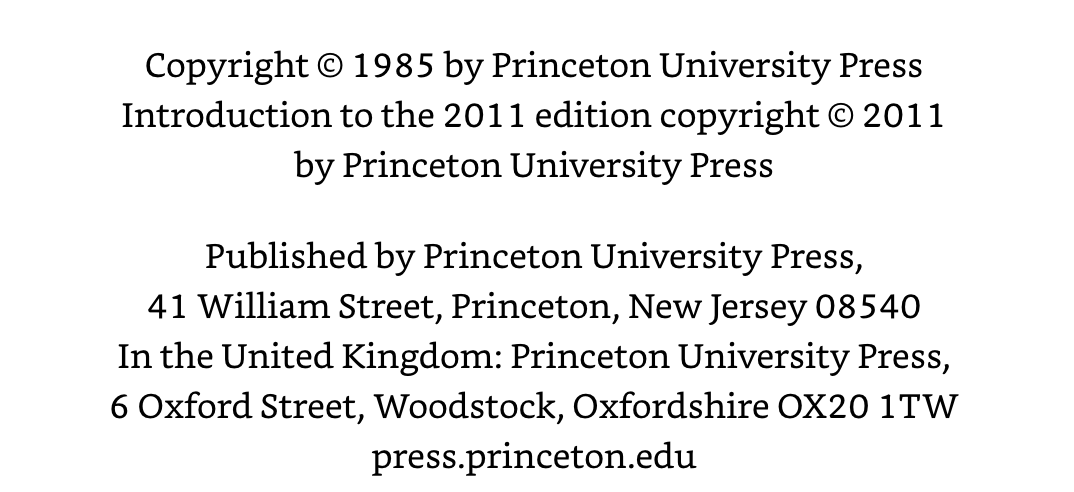 Copyright © 1985 by Princeton University Press
Introduction to the 2011 edition copyright © 2011
by Princeton University Press
Published by Princeton University Press,
41 William Street, Princeton, New Jersey 08540
In the United Kingdom: Princeton University Press,
6 Oxford Street, Woodstock, Oxfordshire OX20 1TW
press.princeton.edu